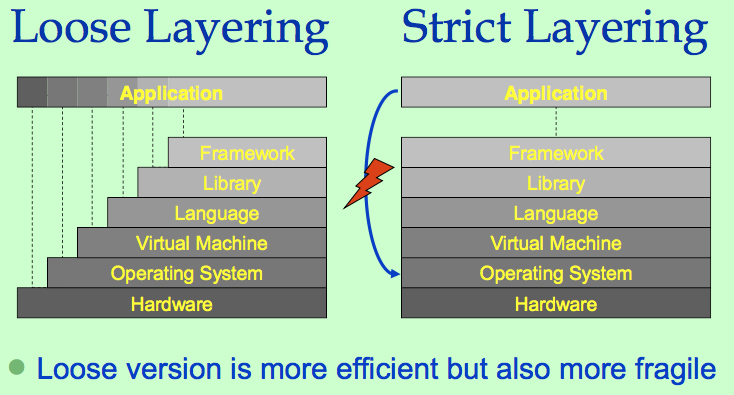 Loose Layering
Strict Layering
Application
Framework
Library
Language
Virtual Machine
Operating System
Hardware
Application
Framework
Library
Language
Virtual Machine
Operating System
Hardware
Loose version is more efficient but also more fragile